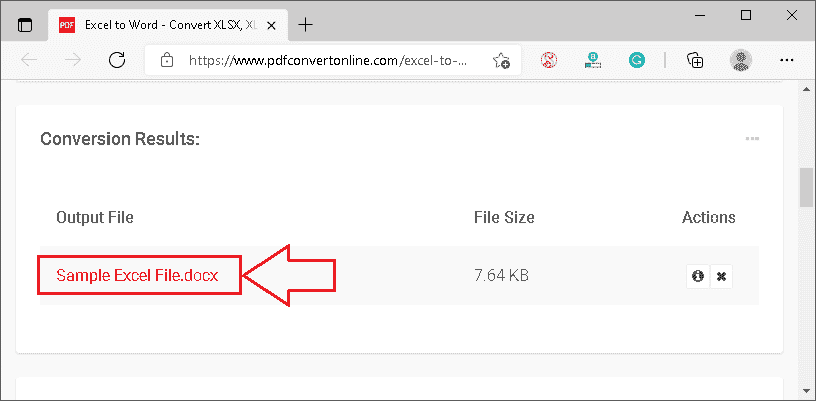 PDF Excel to Word - Convert XLSX, XL
https://www.pdfconvertonline.com/excel-to-...
Conversion Results:
Output File File Size Actions
Sample Excel File.docx 7.64 KB